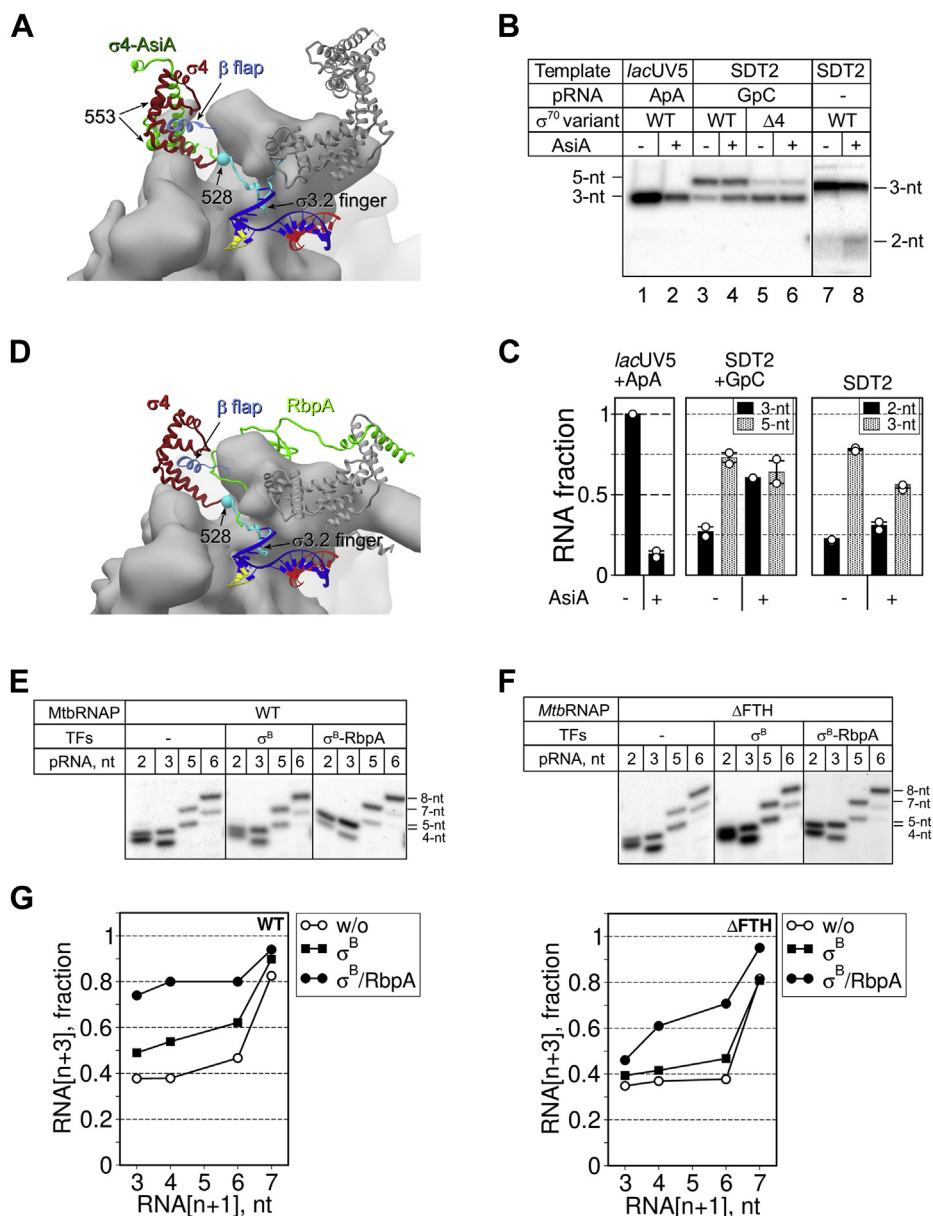 A
σ4-AsiA
σ4
β flap
553
528
σ3.2 finger
B
Template lacUV5 SDT2 SDT2
pRNA ApA GpC -
σ70 variant WT WT Δ4 WT
AsiA - + - + - + - +
5-nt
3-nt
3-nt
2-nt
1 2 3 4 5 6 7 8
D
σ4
β flap
RbpA
528
σ3.2 finger
C
lacUV5 +ApA
SDT2 +GpC
SDT2
3-nt
5-nt
2-nt
3-nt
RNA fraction
1
0.5
0
AsiA - + - + - +
E
MtbRNAP WT
TFs - σB σB-RbpA
pRNA, nt 2 3 5 6 2 3 5 6 2 3 5 6
8-nt
7-nt
5-nt
4-nt
F
MtbRNAP ΔFTH
TFs - σB σB-RbpA
pRNA, nt 2 3 5 6 2 3 5 6 2 3 5 6
8-nt
7-nt
5-nt
4-nt
G
WT
w/o
σB
σB/RbpA
RNA[n+3], fraction
1
0.8
0.6
0.4
0.2
0
3 4 5 6 7
RNA[n+1], nt
ΔFTH
w/o
σB
σB/RbpA
RNA[n+3], fraction
1
0.8
0.6
0.4
0.2
0
3 4 5 6 7
RNA[n+1], nt